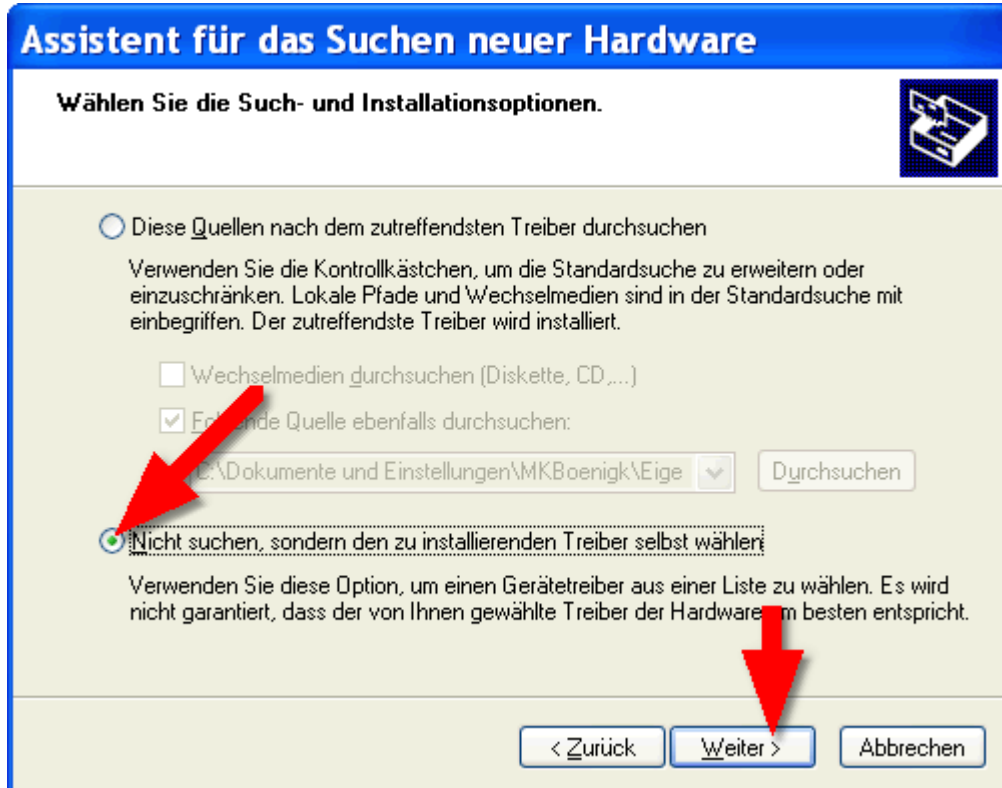 Assistent für das Suchen neuer Hardware
Wählen Sie die Such- und Installationsoptionen.
Diese Quellen nach dem zutreffendsten Treiber durchsuchen
Verwenden Sie die Kontrollkästchen, um die Standardsuche zu erweitern oder
einzuschränken. Lokale Pfade und Wechselmedien sind in der Standardsuche mit
einbegriffen. Der zutreffendste Treiber wird installiert.
Wechselmedien durchsuchen (Diskette, CD,...)
Quelle ebenfalls durchsuchen:
C:\Dokumente und Einstellungen\MKBoenigk\Eige
Durchsuchen
Nicht suchen, sondern den zu installierenden Treiber selbst wählen
Verwenden Sie diese Option, um einen Gerätetreiber aus einer Liste zu wählen. Es wird
nicht garantiert, dass der von Ihnen gewählte Treiber der Hardware besten entspricht.
< Zurück
Weiter >
Abbrechen